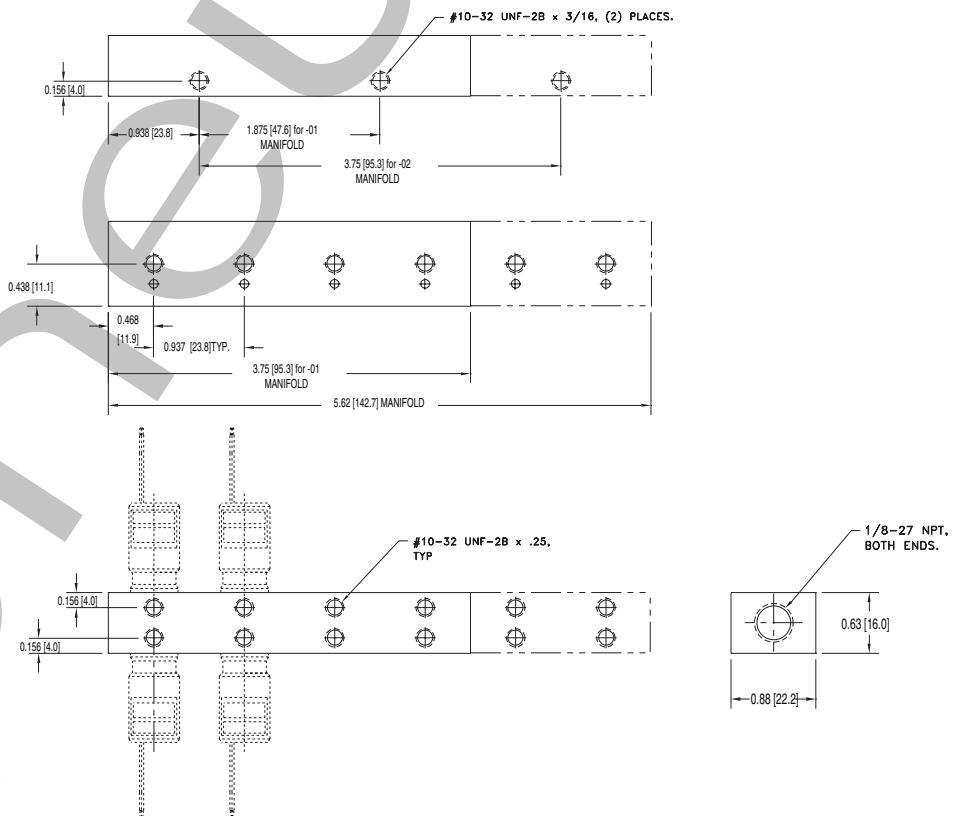 #10-32 UNF-2B x 3/16, (2) PLACES.
0.156 [4.0]
0.938 [23.8]
1.875 [47.6] for -01
MANIFOLD
3.75 [95.3] for -02
MANIFOLD
0.438 [11.1]
0.468
[11.9]
0.937 [23.8]TYP.
3.75 [95.3] for -01
MANIFOLD
5.62 [142.7] MANIFOLD
#10-32 UNF-2B x .25,
TYP
1/8-27 NPT,
BOTH ENDS.
0.156 [4.0]
0.156 [4.0]
0.63 [16.0]
0.88 [22.2]